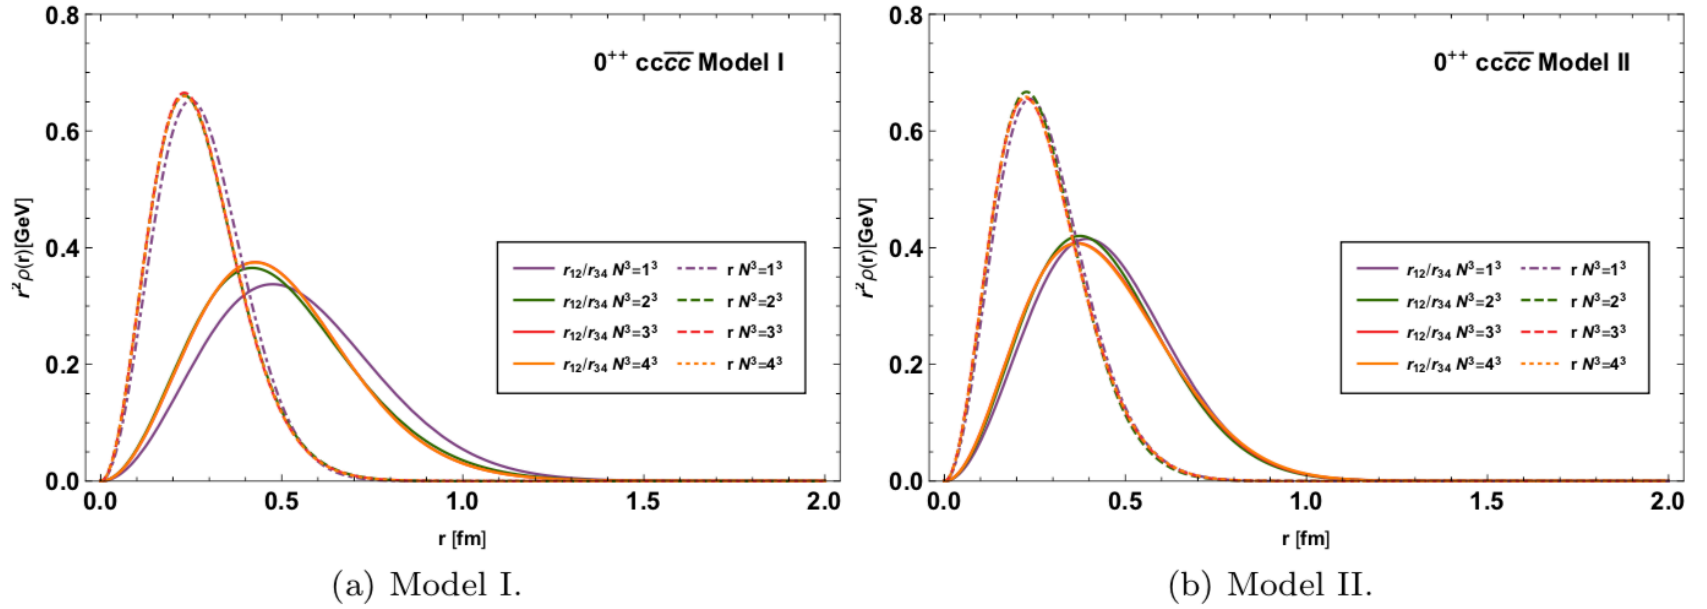 0.8
0.6
0.4
0.2
0.0
0.0 0.5 1.0 1.5 2.0
r²ρ(r)[GeV]
r [fm]
0⁺⁺ cc c̅c̅ Model I
r₁₂/r₃₄ N³=1³ r N³=1³
r₁₂/r₃₄ N³=2³ r N³=2³
r₁₂/r₃₄ N³=3³ r N³=3³
r₁₂/r₃₄ N³=4³ r N³=4³
(a) Model I.
0.8
0.6
0.4
0.2
0.0
0.0 0.5 1.0 1.5 2.0
r²ρ(r)[GeV]
r [fm]
0⁺⁺ cc c̅c̅ Model II
r₁₂/r₃₄ N³=1³ r N³=1³
r₁₂/r₃₄ N³=2³ r N³=2³
r₁₂/r₃₄ N³=3³ r N³=3³
r₁₂/r₃₄ N³=4³ r N³=4³
(b) Model II.